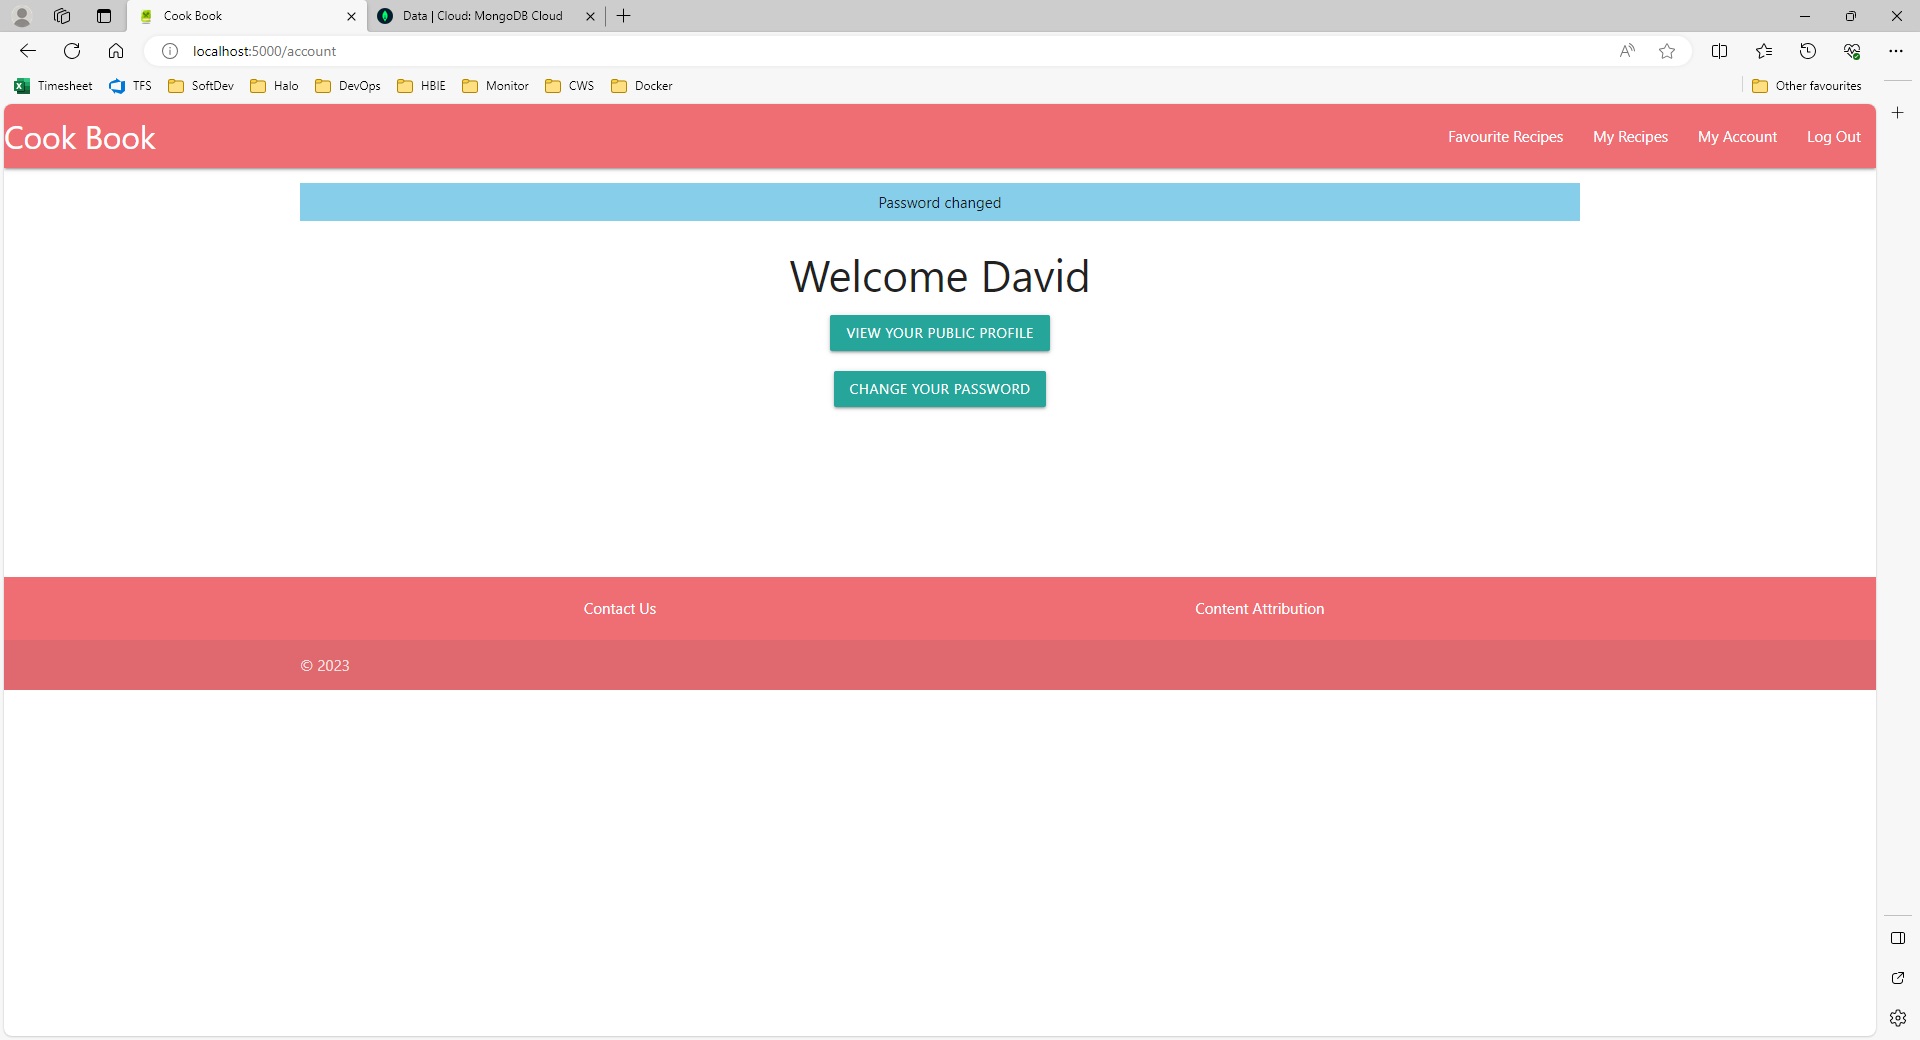 Cook Book
Data | Cloud: MongoDB Cloud
localhost:5000/account
Timesheet TFS SoftDev Halo DevOps HBIE Monitor CWS Docker Other favourites
Cook Book Favourite Recipes My Recipes My Account Log Out
Password changed
Welcome David
VIEW YOUR PUBLIC PROFILE
CHANGE YOUR PASSWORD
Contact Us Content Attribution
© 2023